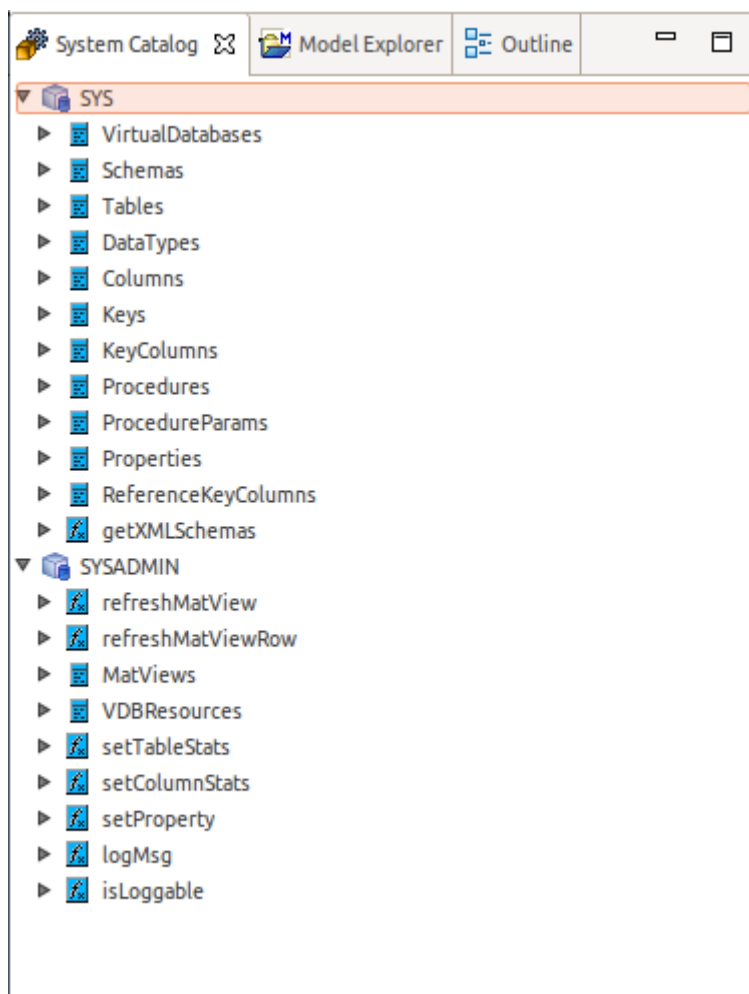 System Catalog Model Explorer Outline
SYS
VirtualDatabases
Schemas
Tables
DataTypes
Columns
Keys
KeyColumns
Procedures
ProcedureParams
Properties
ReferenceKeyColumns
getXMLSchemas
SYSADMIN
refreshMatView
refreshMatViewRow
MatViews
VDBResources
setTableStats
setColumnStats
setProperty
logMsg
isLoggable